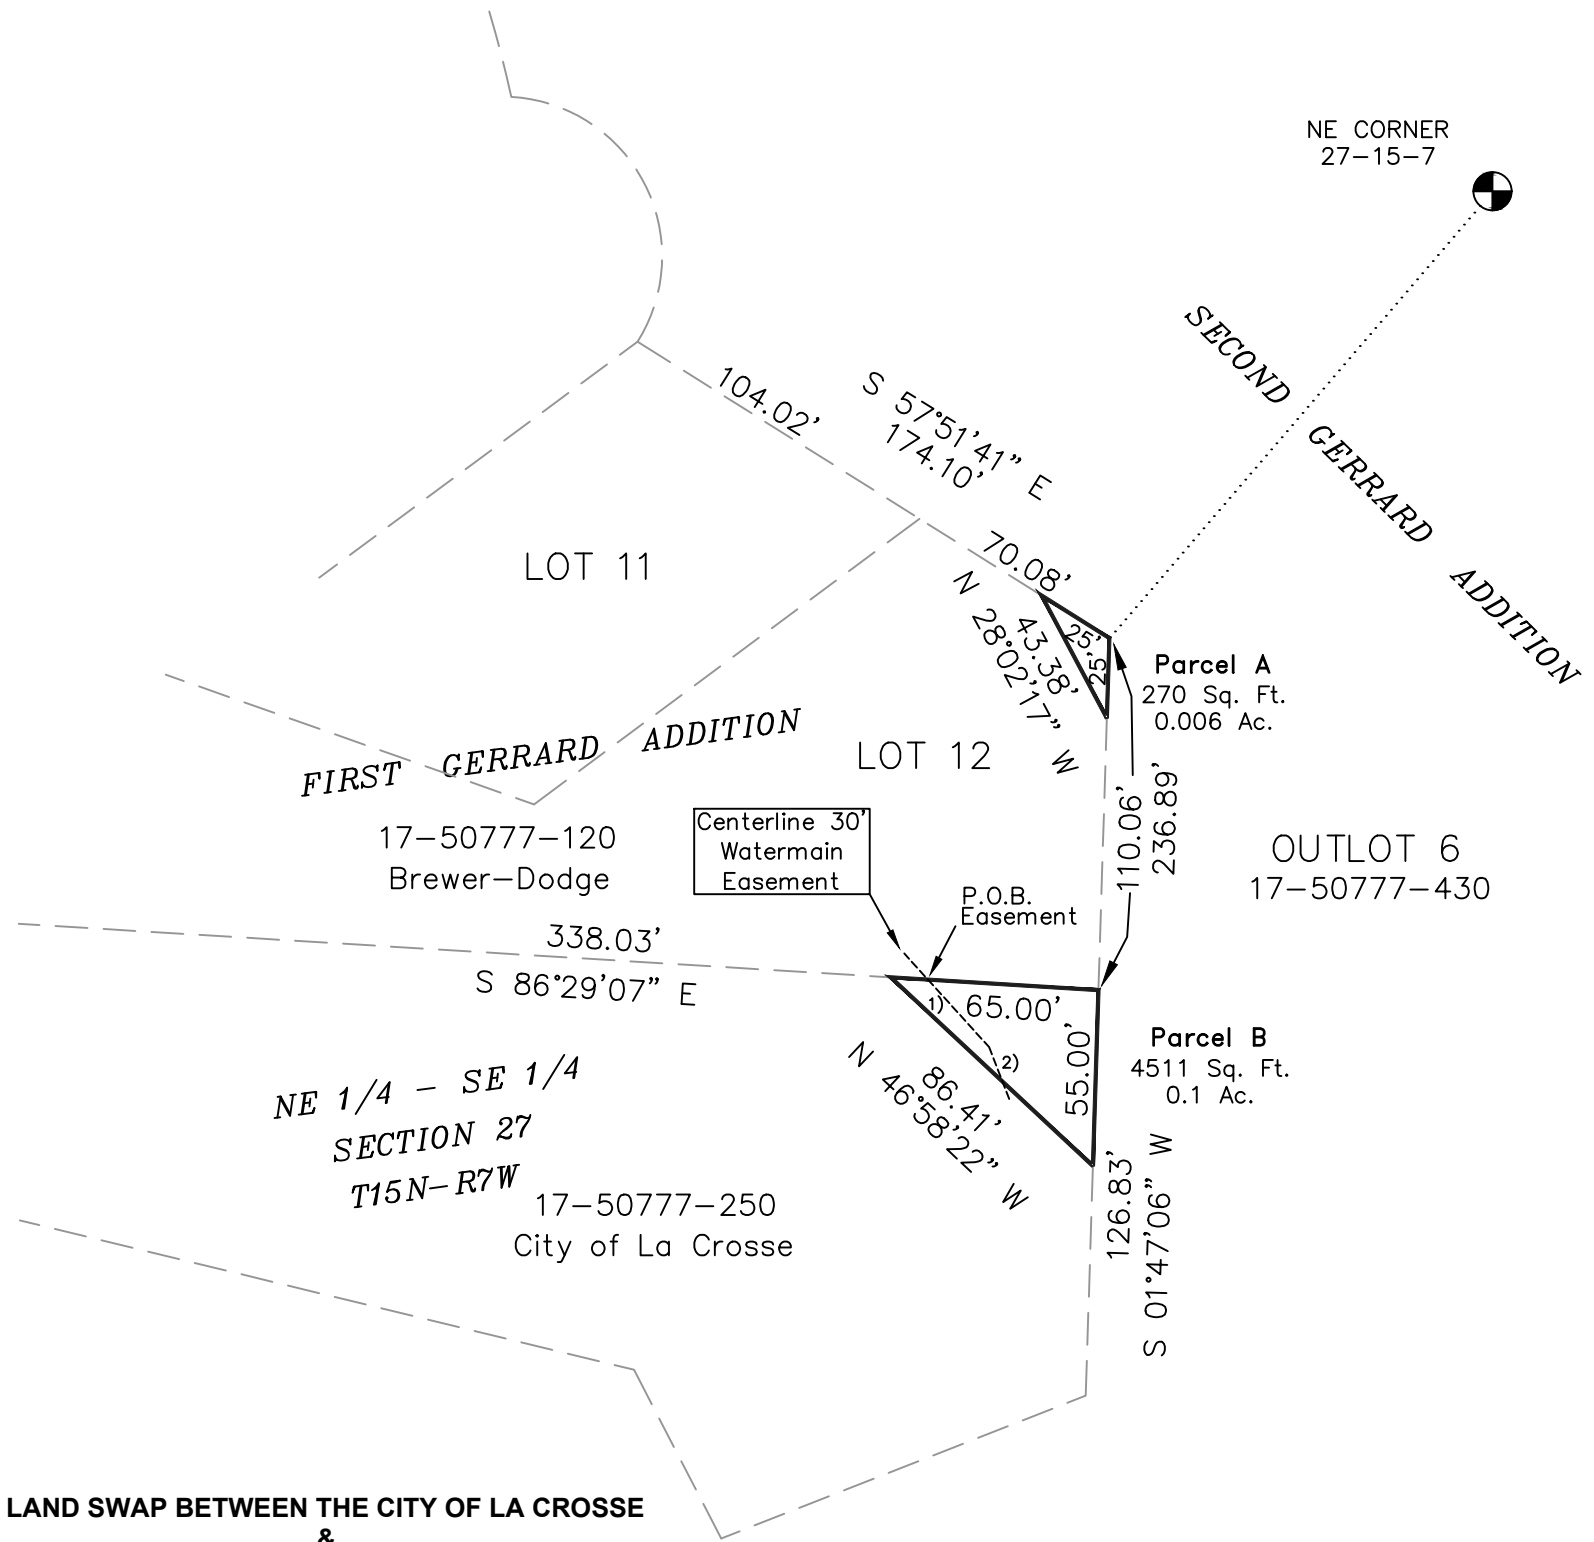 NE CORNER
27-15-7
SECOND GERRARD ADDITION
104.02'
S 57°51'41" E
174.10'
70.08'
LOT 11
25'
25'
43.38'
N 28°02'17" W
Parcel A
270 Sq. Ft.
0.006 Ac.
FIRST GERRARD ADDITION
LOT 12
17-50777-120
Brewer-Dodge
Centerline 30'
Watermain
Easement
P.O.B.
Easement
110.06'
236.89'
OUTLOT 6
17-50777-430
338.03'
S 86°29'07" E
1)
65.00'
2)
55.00'
86.41'
N 46°58'22" W
Parcel B
4511 Sq. Ft.
0.1 Ac.
NE 1/4 - SE 1/4
SECTION 27
T15N-R7W
17-50777-250
City of La Crosse
126.83'
S 01°47'06" W
LAND SWAP BETWEEN THE CITY OF LA CROSSE
&